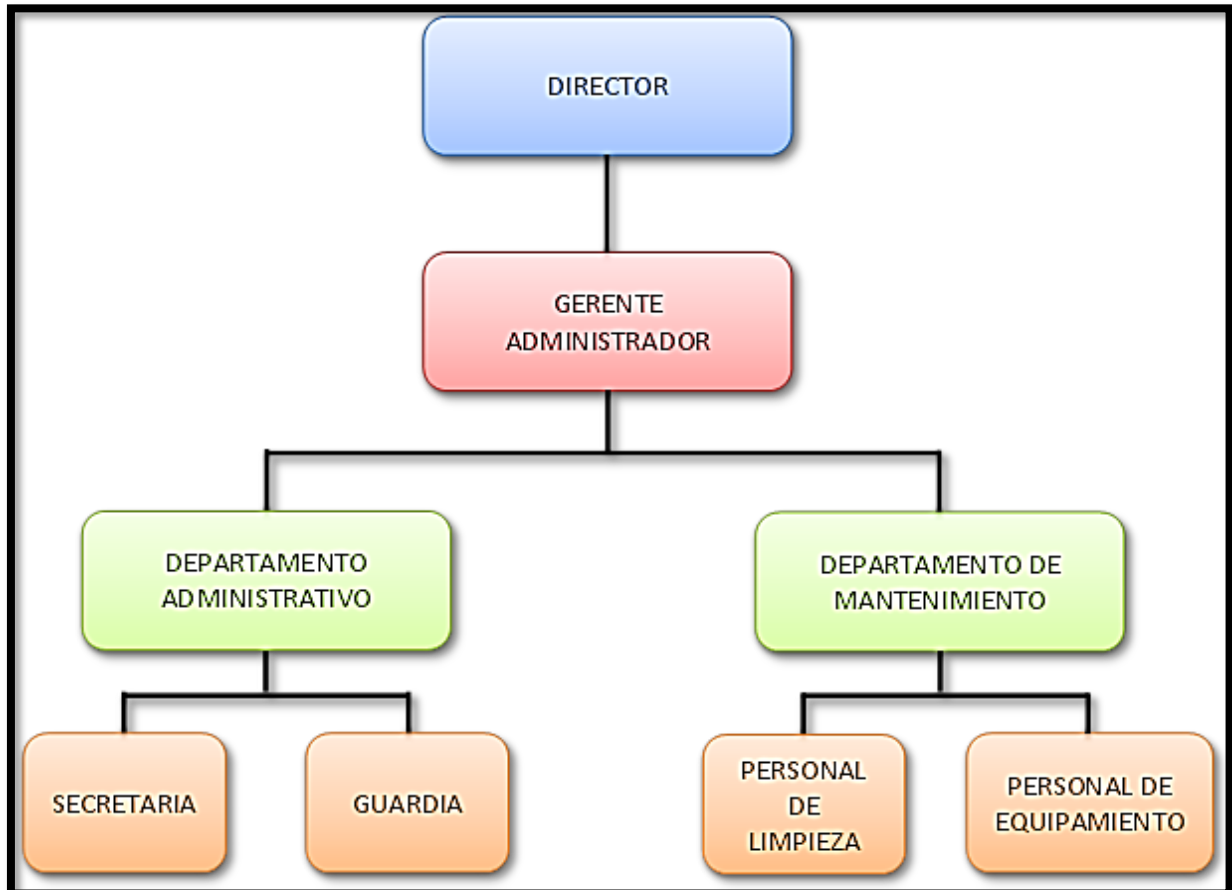 DIRECTOR
GERENTE
ADMINISTRADOR
DEPARTAMENTO
ADMINISTRATIVO
DEPARTAMENTO DE
MANTENIMIENTO
SECRETARIA
GUARDIA
PERSONAL
DE
LIMPIEZA
PERSONAL DE
EQUIPAMIENTO